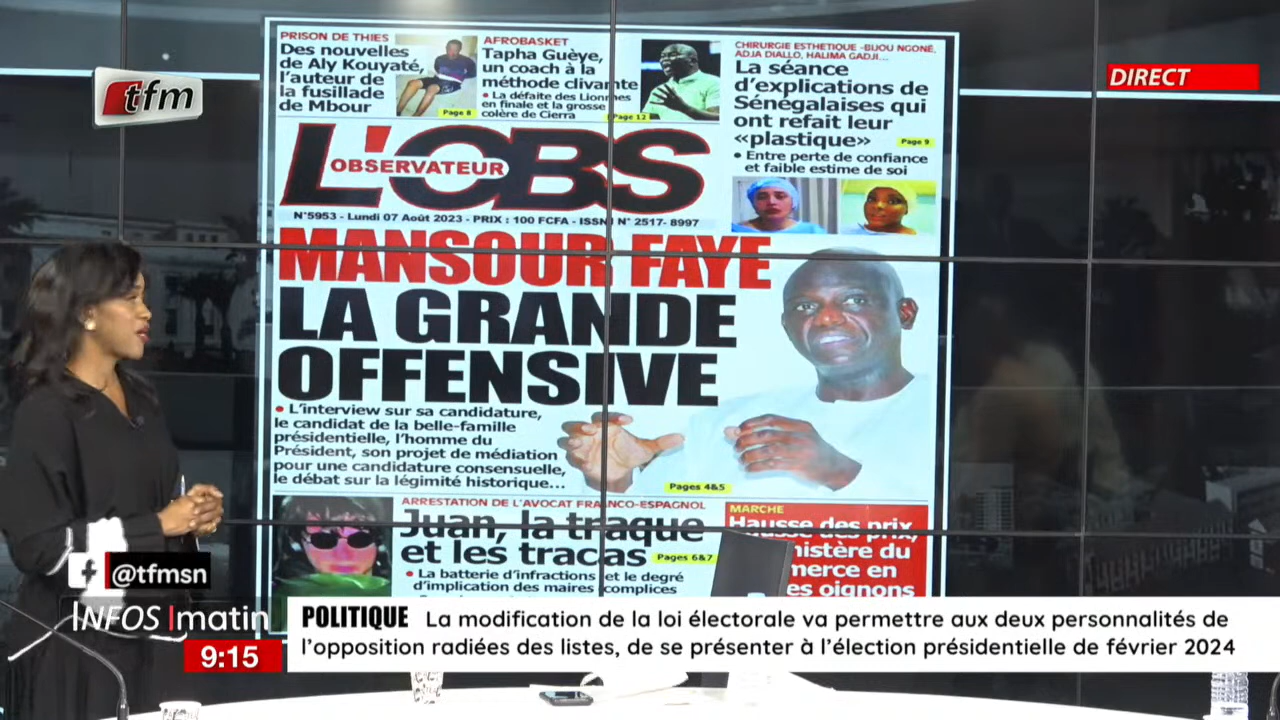 PRISON DE THIES
Des nouvelles
de Aly Kouyaté,
l'auteur de
la fusillade
de Mbour
Page 8
AFROBASKET
Tapha Guèye,
un coach à la
méthode clivante
• La défaite des Lionnes
en finale et la grosse
colère de Cierra
Page 12
CHIRURGIE ESTHETIQUE -BIJOU NGONÉ,
ADJA DIALLO, HALIMA GADJI...
La séance
d'explications de
Sénégalaises qui
ont refait leur
«plastique»
Page 9
• Entre perte de confiance
et faible estime de soi
tfm
DIRECT
L'OBS
OBSERVATEUR
N°5953 - Lundi 07 Août 2023 - PRIX : 100 FCFA - ISSN N° 2517- 8997
MANSOUR FAYE
LA GRANDE
OFFENSIVE
• L'interview sur sa candidature,
le candidat de la belle-famille
présidentielle, l'homme du
Président, son projet de médiation
pour une candidature consensuelle,
le débat sur la légitimité historique...
Pages 4&5
ARRESTATION DE L'AVOCAT FRANCO-ESPAGNOL
Juan, la traque
et les tracas
Pages 6&7
• La batterie d'infractions et le degré
d'implication des maires complices
MARCHE
Hausse des prix,
nistère du
merce en
es oignons
f @tfmsn
INFOS matin
9:15
POLITIQUE La modification de la loi électorale va permettre aux deux personnalités de
l'opposition radiées des listes, de se présenter à l'élection présidentielle de février 2024